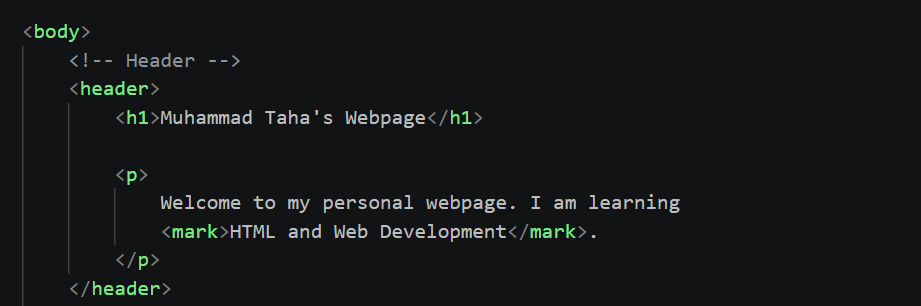 <body>
<!-- Header -->
<header>
<h1>Muhammad Taha's Webpage</h1>
<p>
Welcome to my personal webpage. I am learning
<mark>HTML and Web Development</mark>.
</p>
</header>